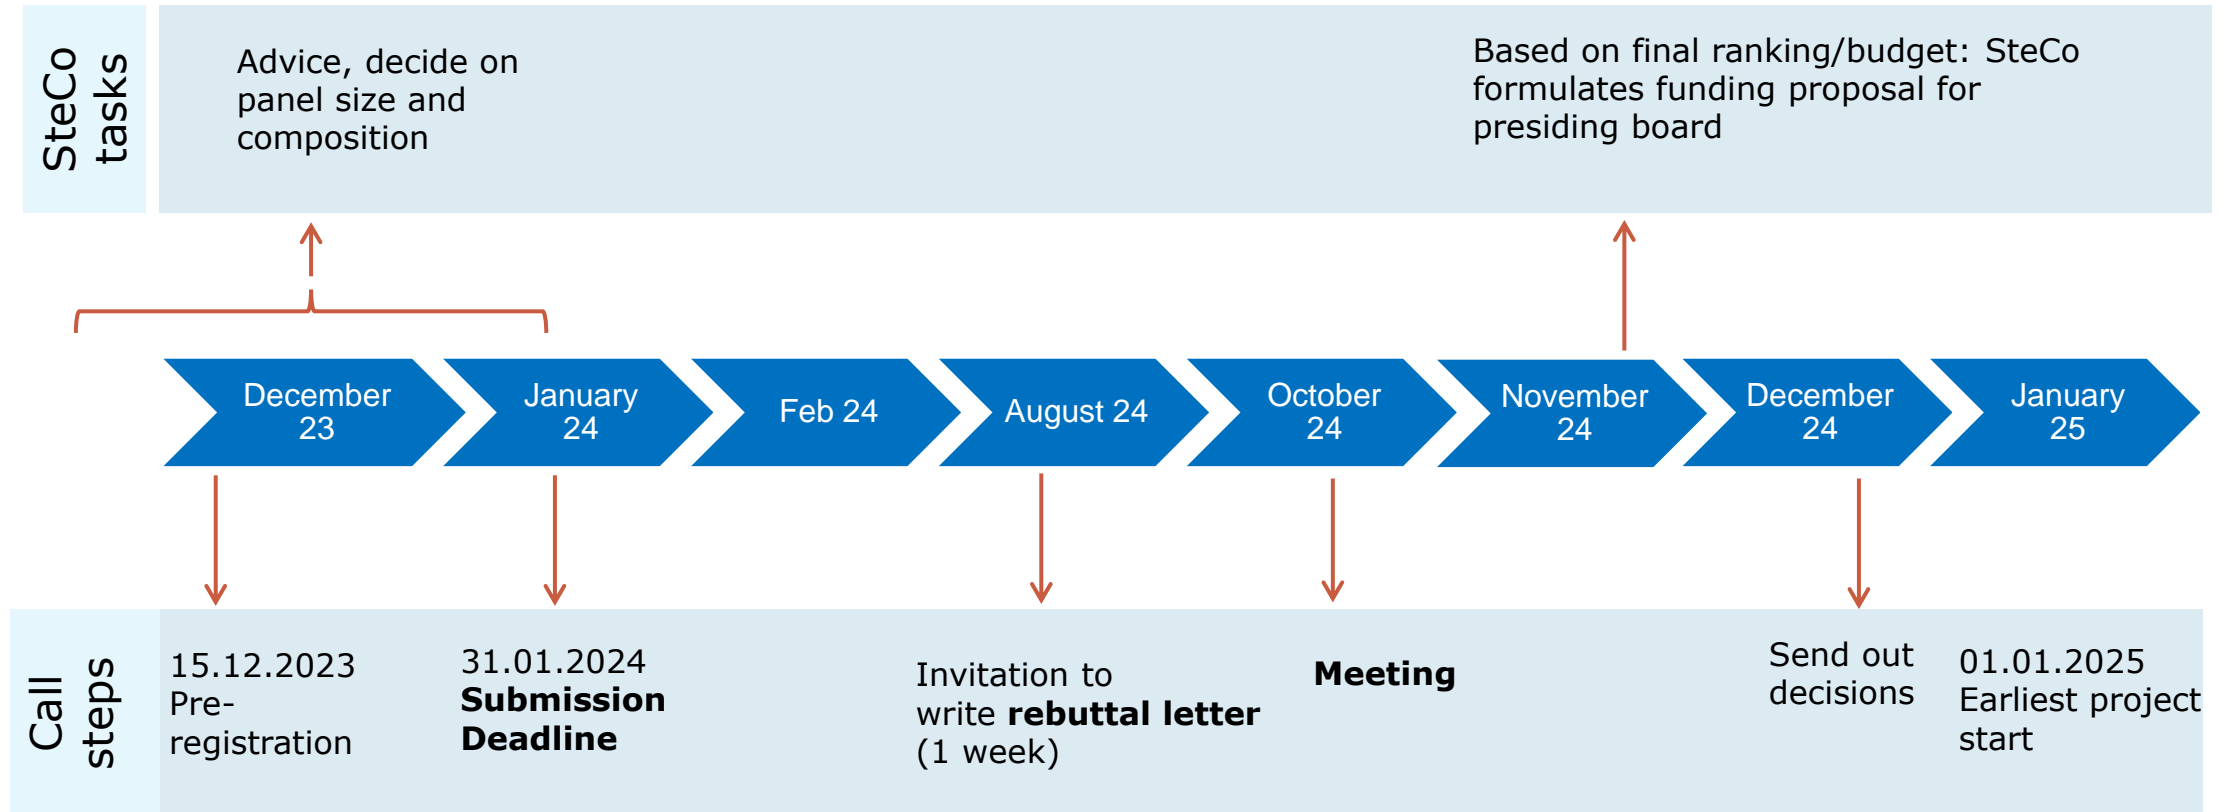 SteCo
tasks
Advice, decide on
panel size and
composition
Based on final ranking/budget: SteCo
formulates funding proposal for
presiding board
December
23
January
24
Feb 24
August 24
October
24
November
24
December
24
January
25
Call
steps
15.12.2023
Pre-
registration
31.01.2024
Submission
Deadline
Invitation to
write rebuttal letter
(1 week)
Meeting
Send out
decisions
01.01.2025
Earliest project
start